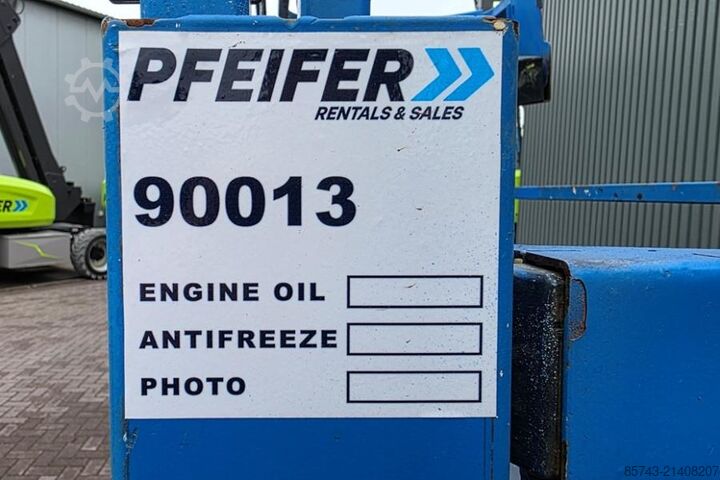 PFEIFER
RENTALS & SALES
90013
ENGINE OIL
ANTIFREEZE
PHOTO
85743-21408207